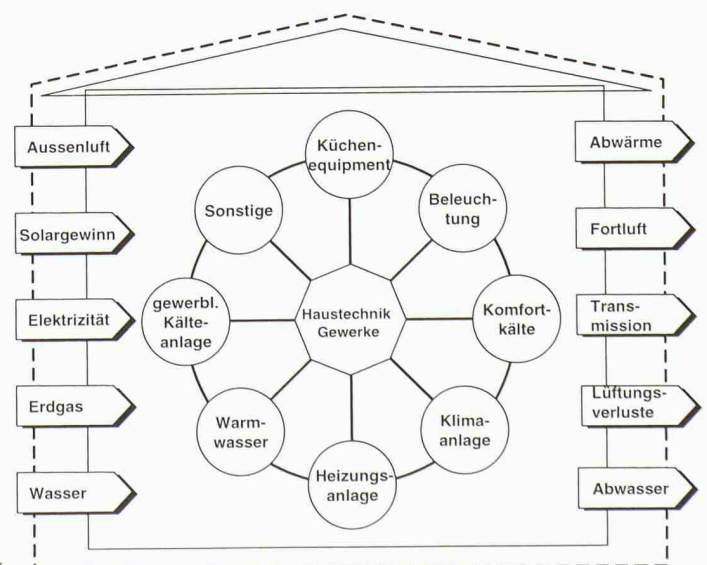 Aussenluft
Solargewinn
Elektrizität
Erdgas
Wasser
Küchen-
equipment
Beleuch-
tung
Komfort-
kälte
Klima-
anlage
Heizungs-
anlage
Warm-
wasser
gewerbl.
Kälte-
anlage
Sonstige
Haustechnik
Gewerke
Abwärme
Fortluft
Trans-
mission
Lüftungs-
verluste
Abwasser